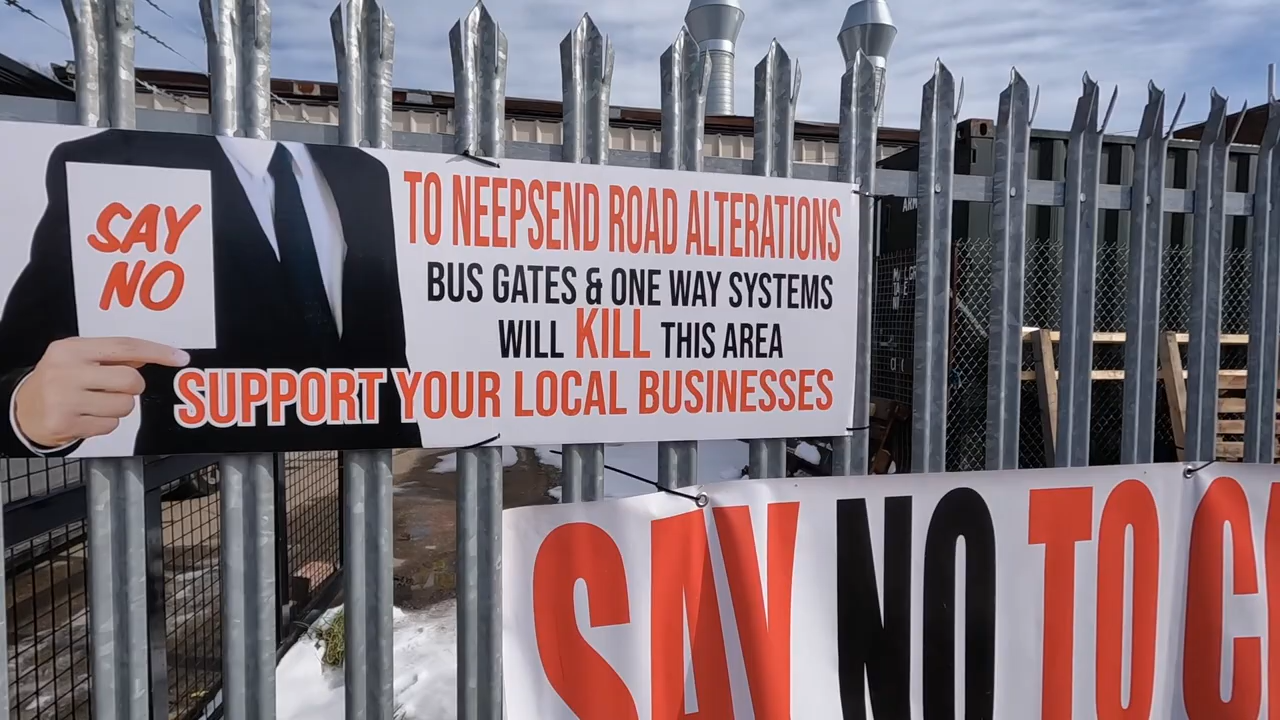 SAY
NO
TO NEEPSEND ROAD ALTERATIONS
BUS GATES & ONE WAY SYSTEMS
WILL KILL THIS AREA
SUPPORT YOUR LOCAL BUSINESSES
SAY NO TO